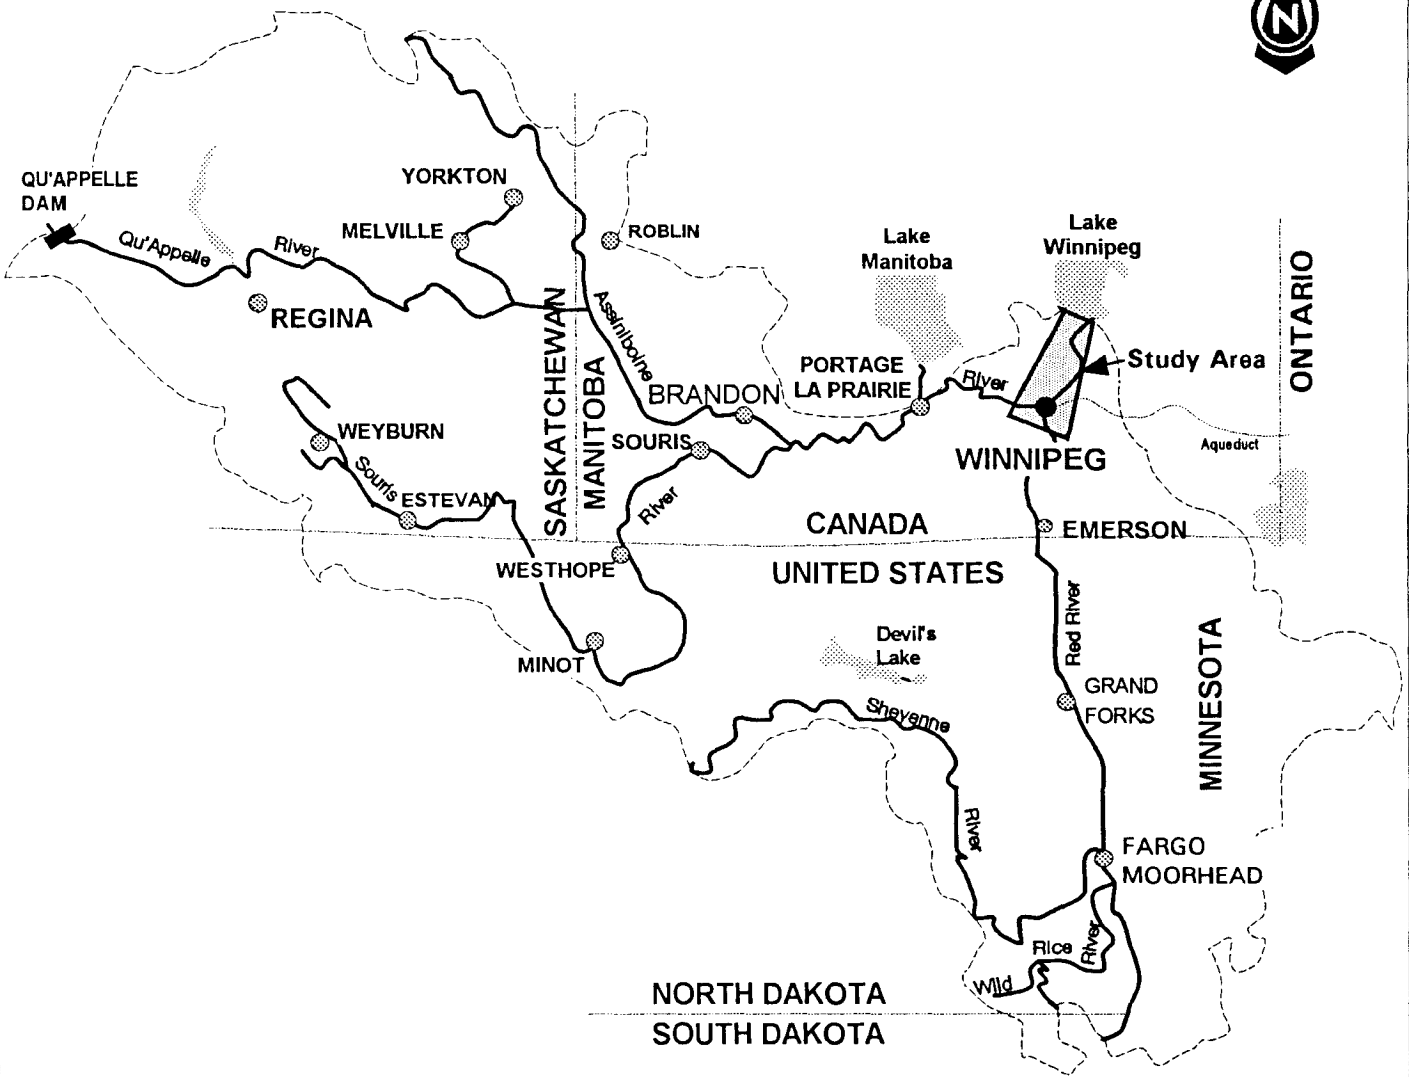 N
QU'APPELLE
DAM
YORKTON
MELVILLE
ROBLIN
Qu'Appelle
River
REGINA
Lake
Manitoba
Lake
Winnipeg
ONTARIO
SASKATCHEWAN
MANITOBA
Assiniboine
River
PORTAGE
LA PRAIRIE
Study Area
BRANDON
WEYBURN
SOURIS
WINNIPEG
Aqueduct
Souris
River
ESTEVAN
CANADA
EMERSON
WESTHOPE
UNITED STATES
Red River
Devil's
Lake
MINOT
MINNESOTA
GRAND
FORKS
Sheyenne
River
FARGO
MOORHEAD
Wild
Rice
River
NORTH DAKOTA
SOUTH DAKOTA